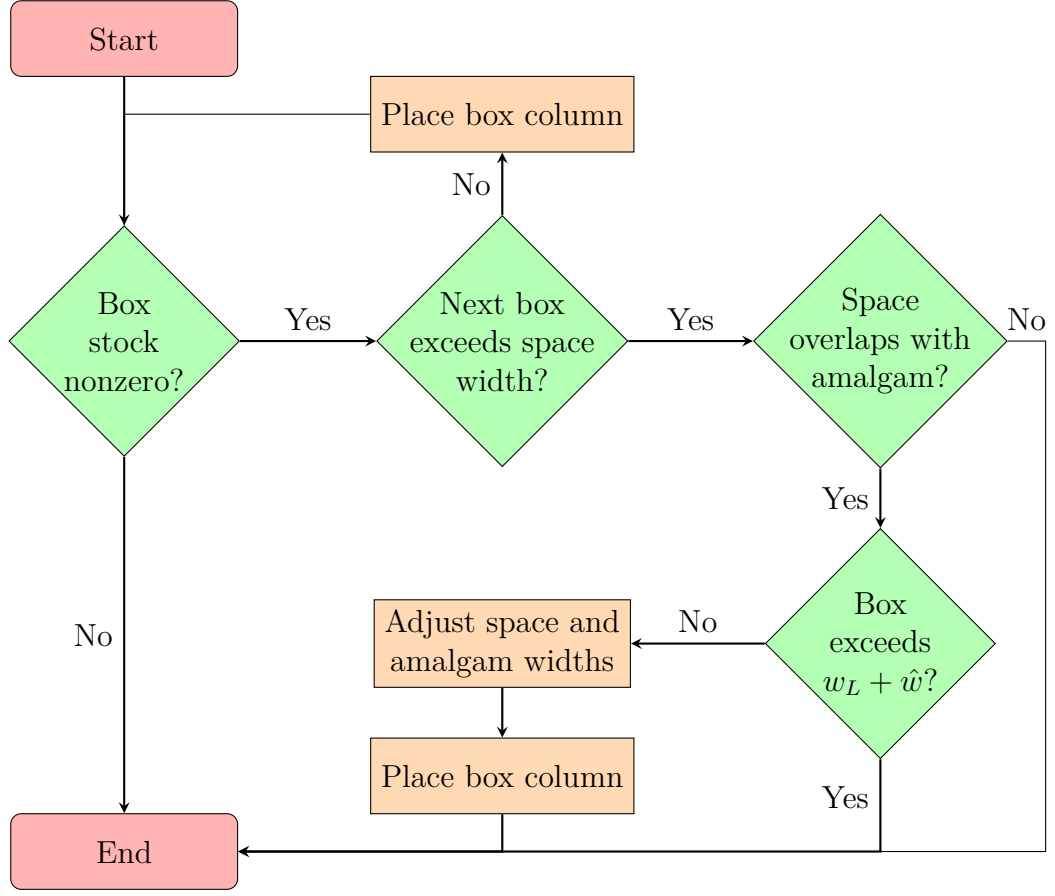 Start
Place box column
No
Box
stock
nonzero?
Yes
Next box
exceeds space
width?
Yes
Space
overlaps with
amalgam?
No
Yes
No
Adjust space and
amalgam widths
No
Box
exceeds
$w_L + \hat{w}$?
Place box column
Yes
End